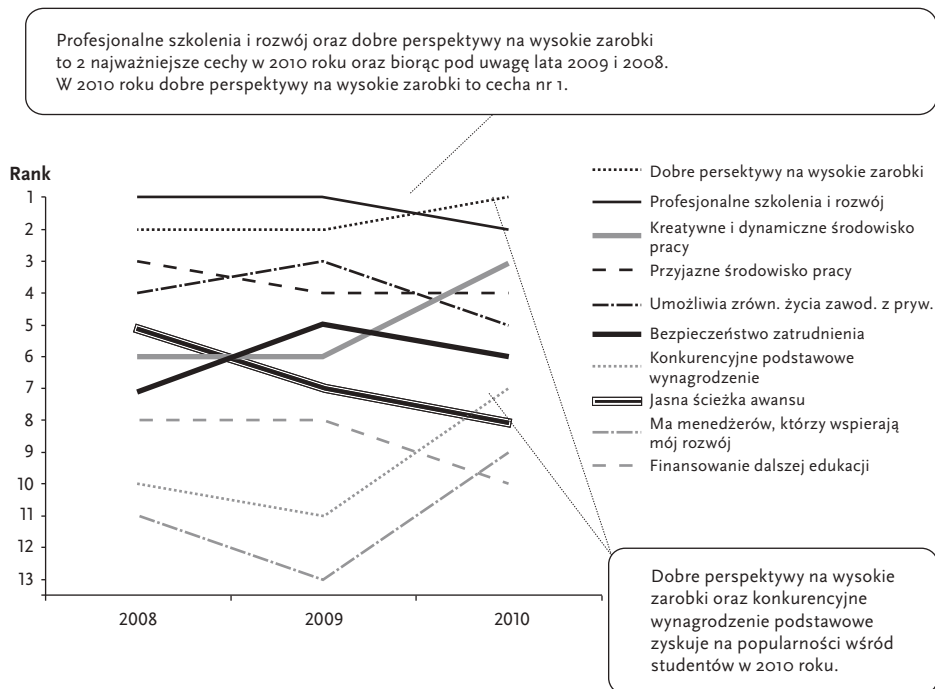 Profesjonalne szkolenia i rozwój oraz dobre perspektywy na wysokie zarobki
to 2 najważniejsze cechy w 2010 roku oraz biorąc pod uwagę lata 2009 i 2008.
W 2010 roku dobre perspektywy na wysokie zarobki to cecha nr 1.
Rank
1
2
3
4
5
6
7
8
9
10
11
12
13
2008
2009
2010
Dobre persektywy na wysokie zarobki
Profesjonalne szkolenia i rozwój
Kreatywne i dynamiczne środowisko
pracy
Przyjazne środowisko pracy
Umożliwia zrówn. życia zawod. z pryw.
Bezpieczeństwo zatrudnienia
Konkurencyjne podstawowe
wynagrodzenie
Jasna ścieżka awansu
Ma menedżerów, którzy wspierają
mój rozwój
Finansowanie dalszej edukacji
Dobre perspektywy na wysokie
zarobki oraz konkurencyjne
wynagrodzenie podstawowe
zyskuje na popularności wśród
studentów w 2010 roku.